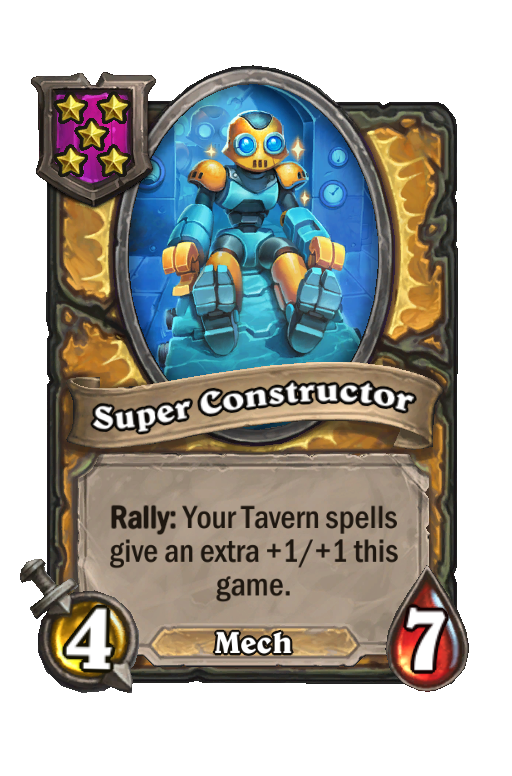 Super Constructor
Rally: Your Tavern spells
give an extra +1/+1 this
game.
4
Mech
7